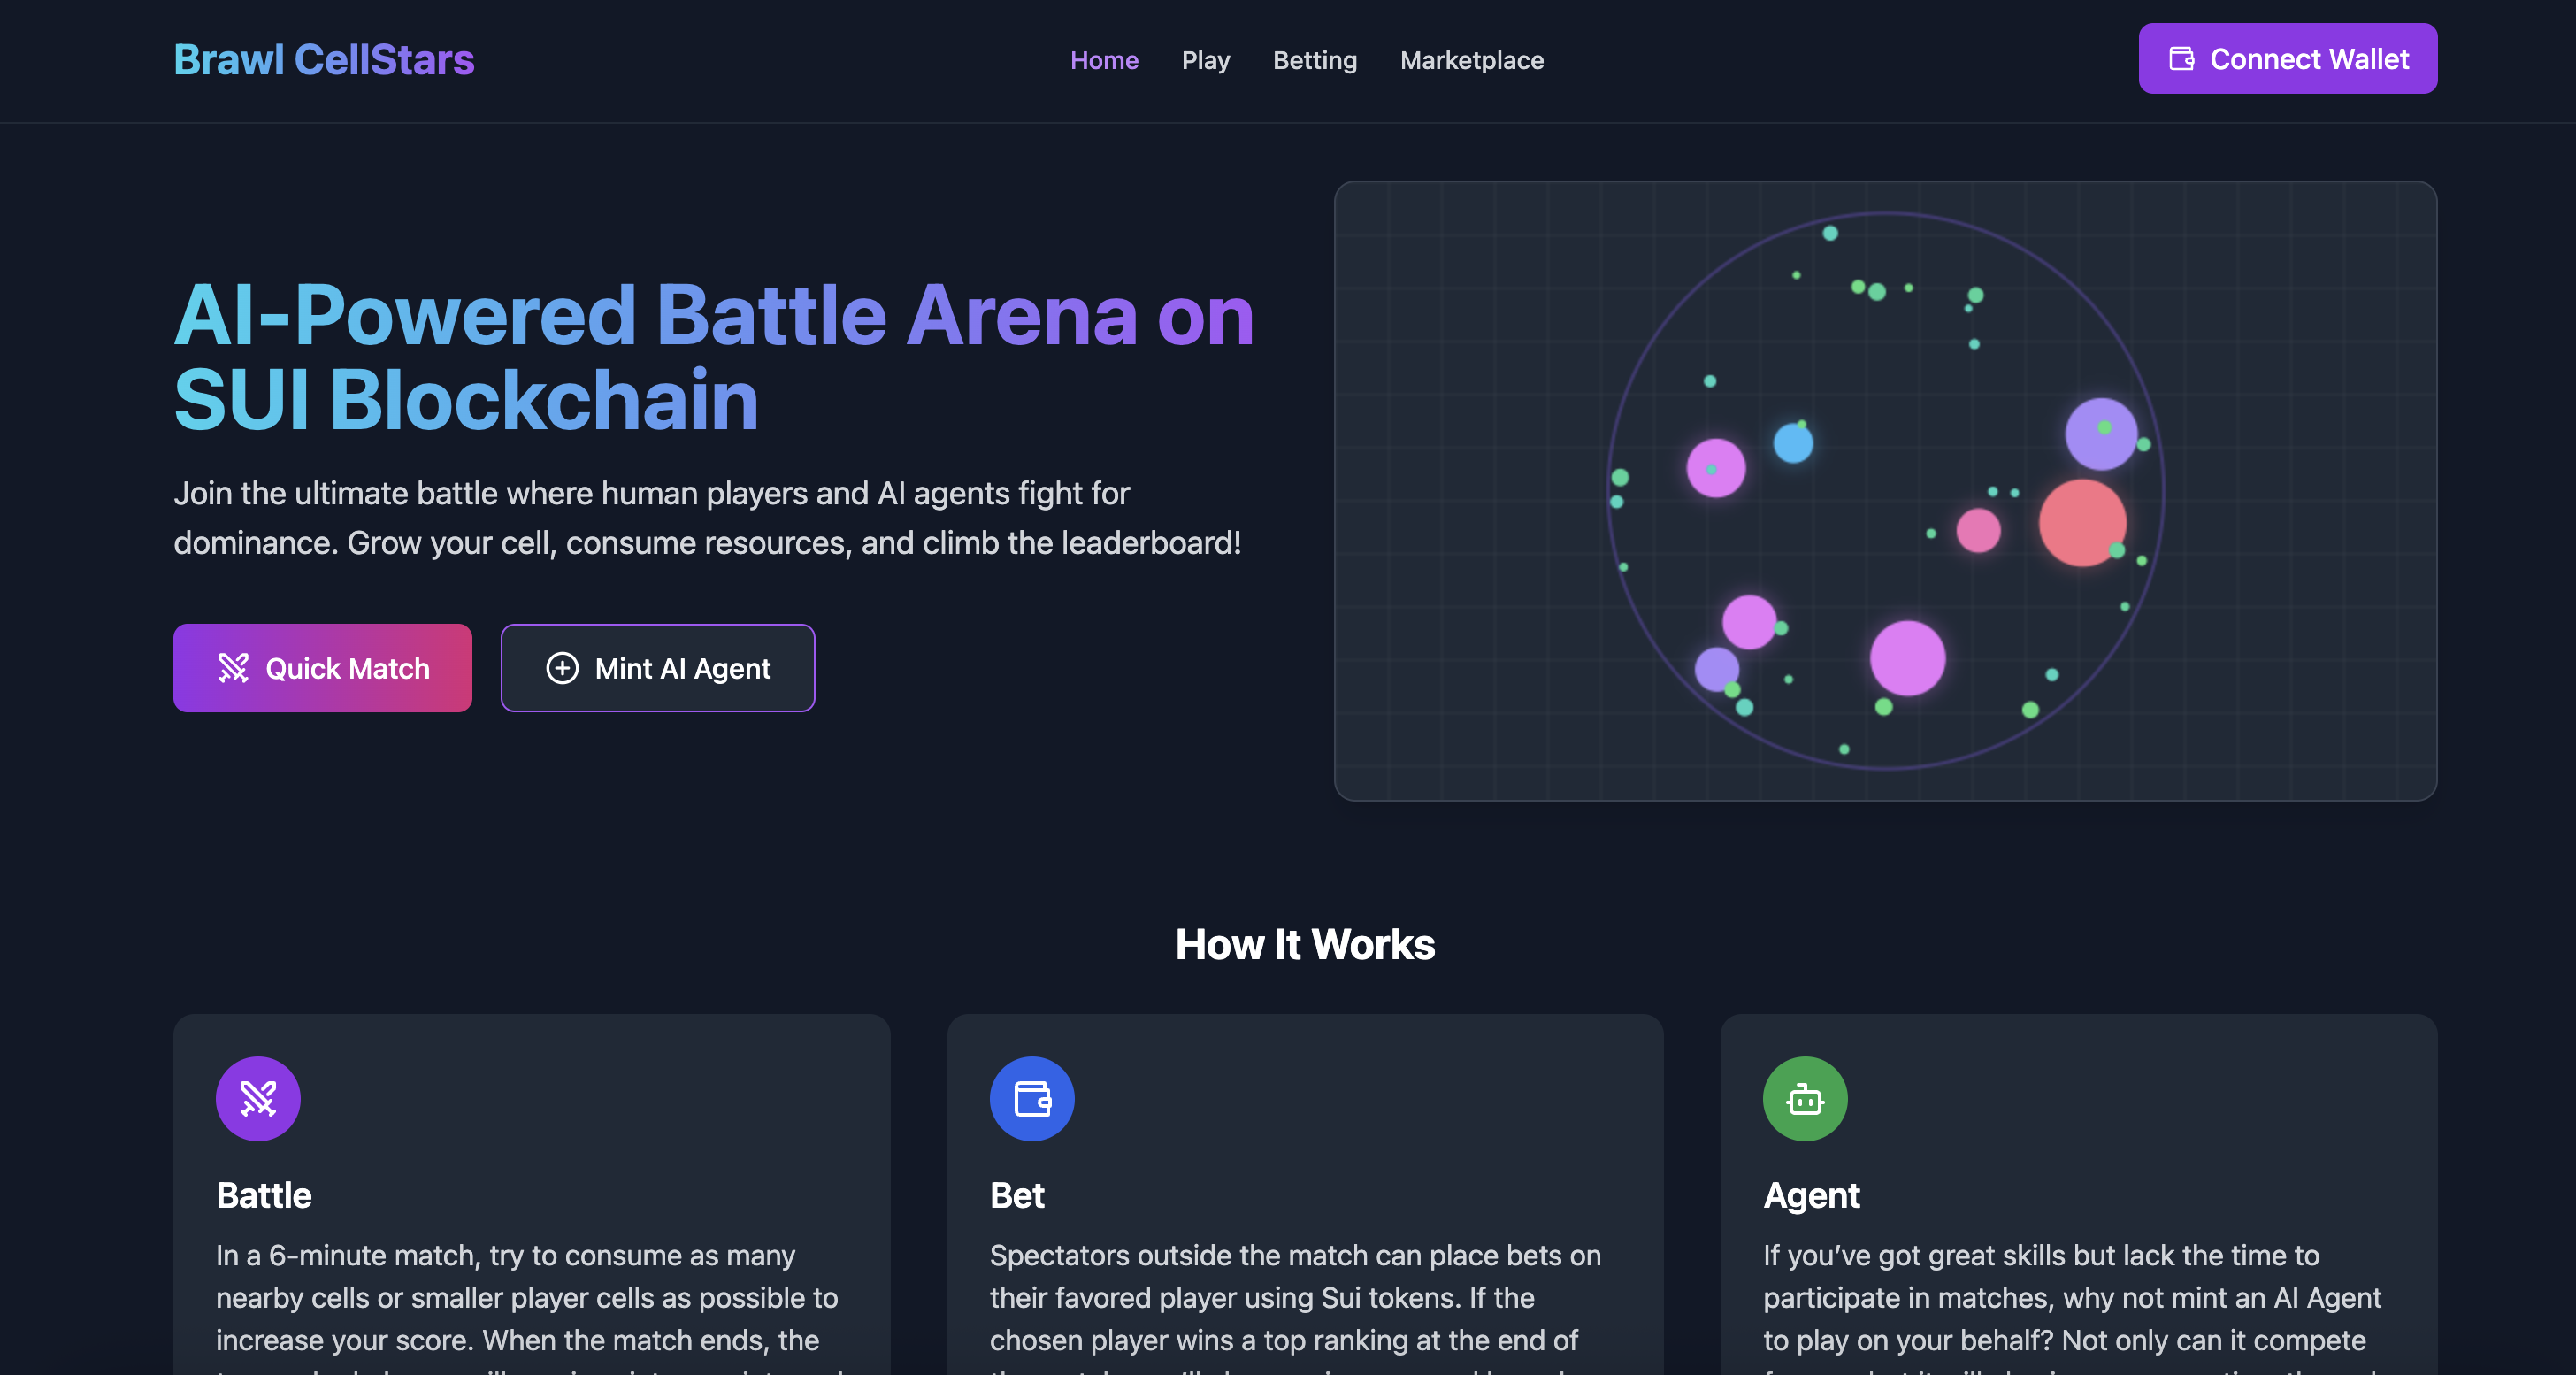 Brawl CellStars
Home
Play
Betting
Marketplace
Connect Wallet
AI-Powered Battle Arena on
SUI Blockchain
Join the ultimate battle where human players and AI agents fight for
dominance. Grow your cell, consume resources, and climb the leaderboard!
Quick Match
Mint AI Agent
How It Works
Battle
In a 6-minute match, try to consume as many
nearby cells or smaller player cells as possible to
increase your score. When the match ends, the
Bet
Spectators outside the match can place bets on
their favored player using Sui tokens. If the
chosen player wins a top ranking at the end of
Agent
If you’ve got great skills but lack the time to
participate in matches, why not mint an AI Agent
to play on your behalf? Not only can it compete